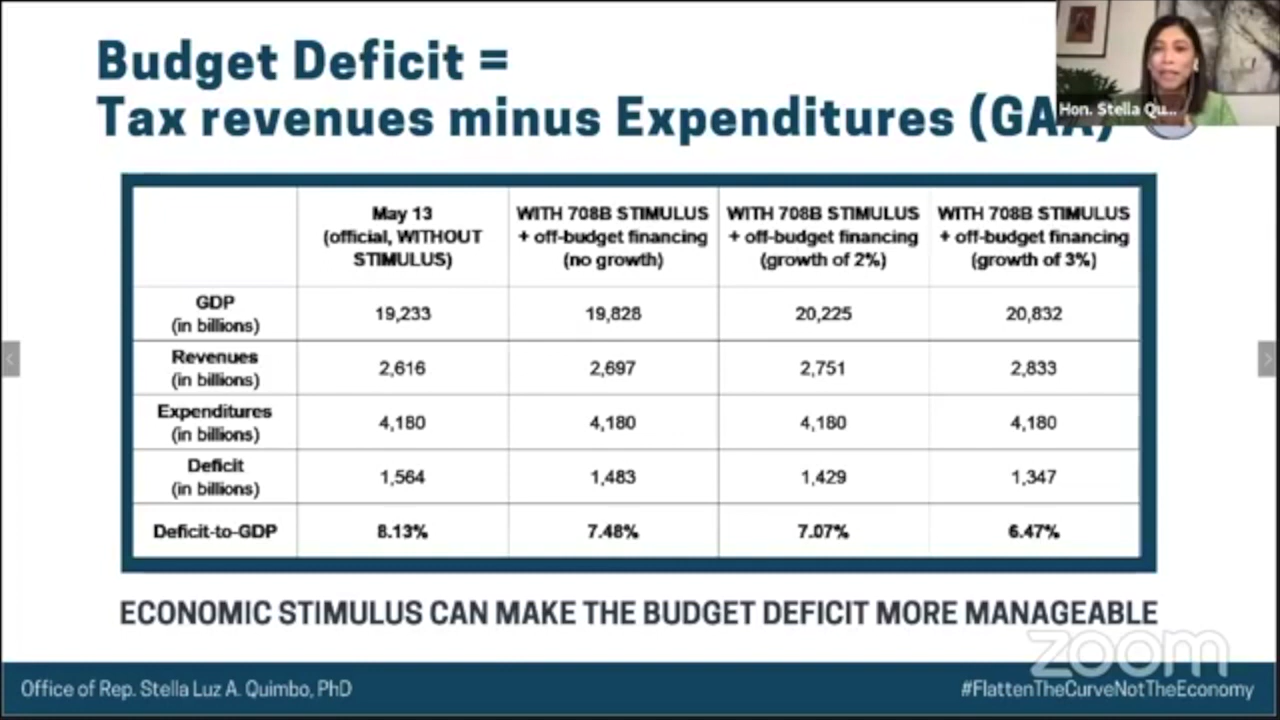 Budget Deficit =
Tax revenues minus Expenditures (GAA)
Hon. Stella Qu...
May 13
(official, WITHOUT
STIMULUS)
WITH 708B STIMULUS
+ off-budget financing
(no growth)
WITH 708B STIMULUS
+ off-budget financing
(growth of 2%)
WITH 708B STIMULUS
+ off-budget financing
(growth of 3%)
GDP
(in billions)
19,233
19,828
20,225
20,832
Revenues
(in billions)
2,616
2,697
2,751
2,833
Expenditures
(in billions)
4,180
4,180
4,180
4,180
Deficit
(in billions)
1,564
1,483
1,429
1,347
Deficit-to-GDP
8.13%
7.48%
7.07%
6.47%
ECONOMIC STIMULUS CAN MAKE THE BUDGET DEFICIT MORE MANAGEABLE
zoom
Office of Rep. Stella Luz A. Quimbo, PhD
#FlattenTheCurveNotTheEconomy